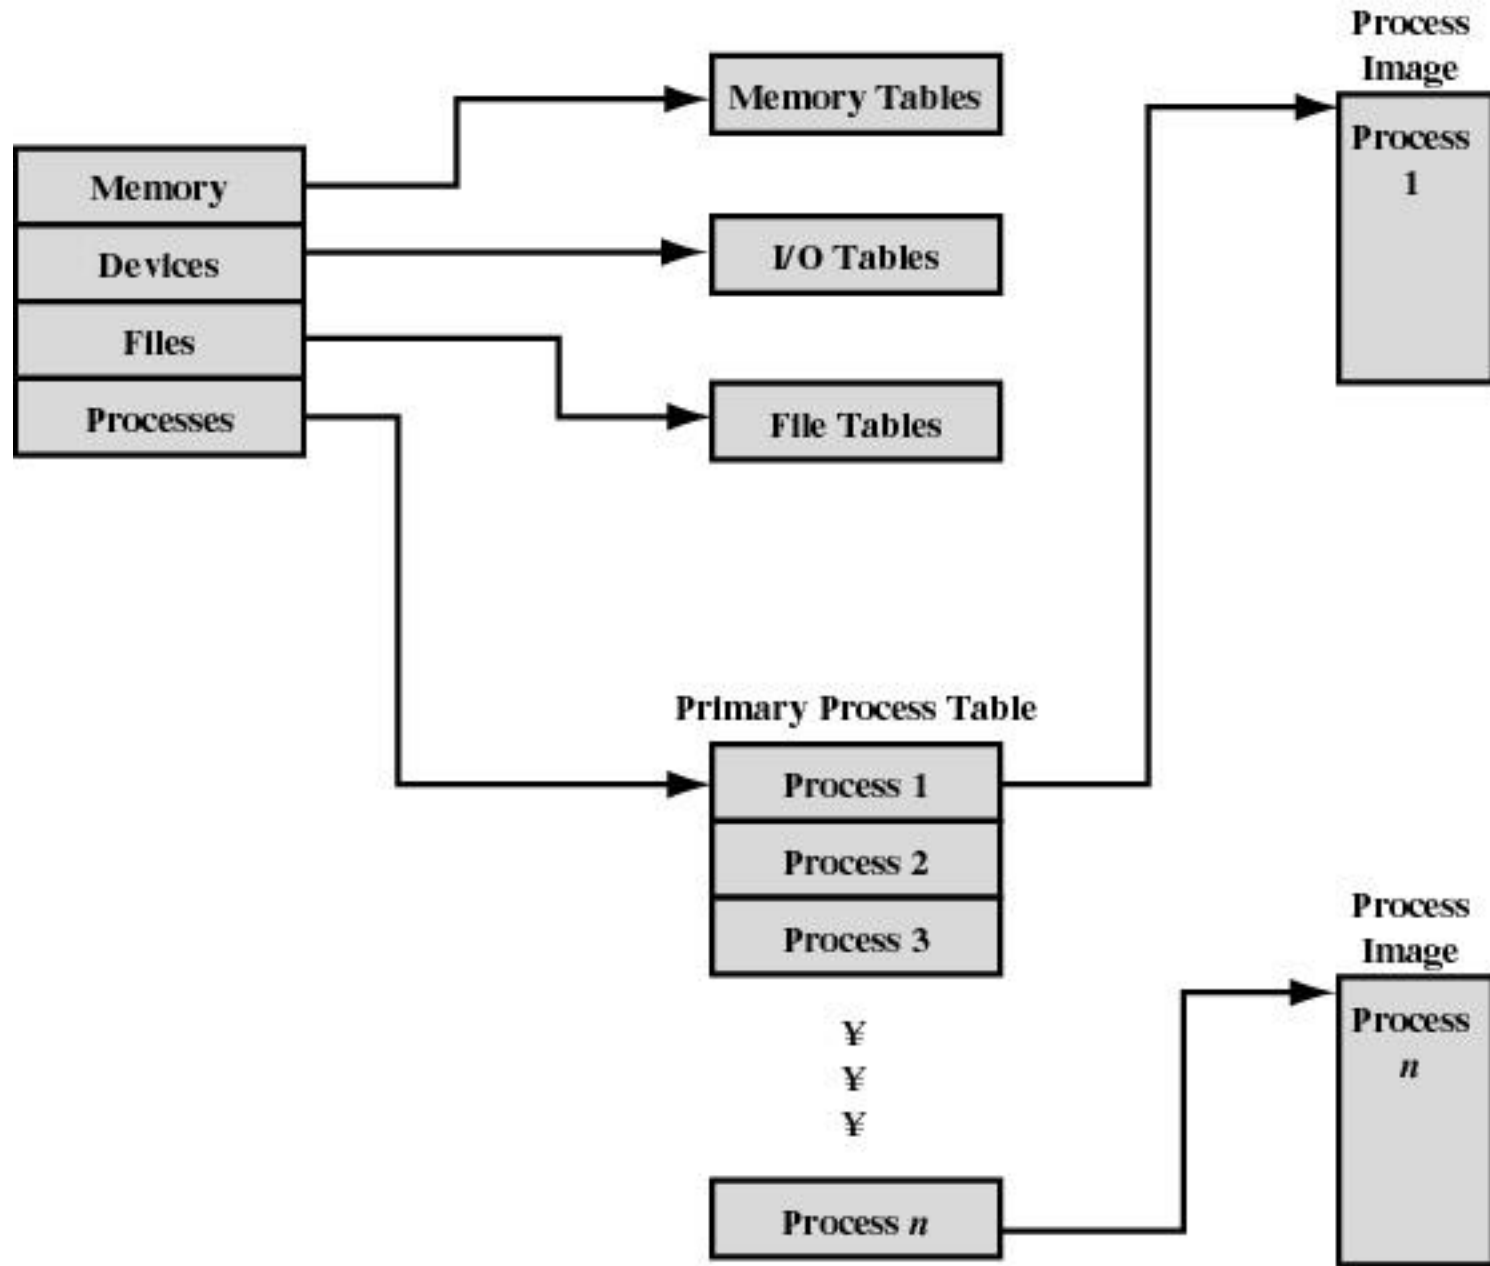 Memory
Devices
Files
Processes
Memory Tables
I/O Tables
File Tables
Primary Process Table
Process 1
Process 2
Process 3
¥
¥
¥
Process n
Process
Image
Process
1
Process
Image
Process
n